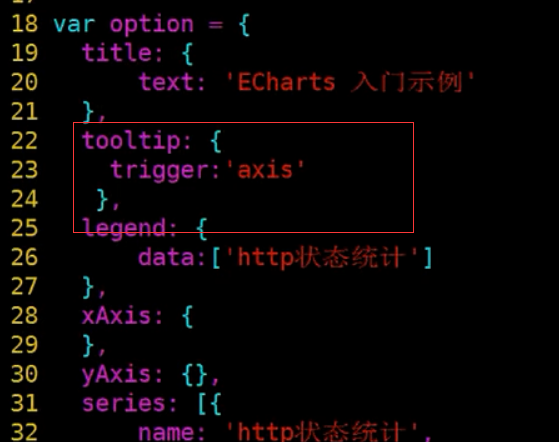 18 var option = {
19 title: {
20 text: 'ECharts 入门示例'
21 },
22 tooltip: {
23 trigger:'axis'
24 },
25 legend: {
26 data:['http状态统计']
27 },
28 xAxis: {
29 },
30 yAxis: {},
31 series: [{
32 name: 'http状态统计',